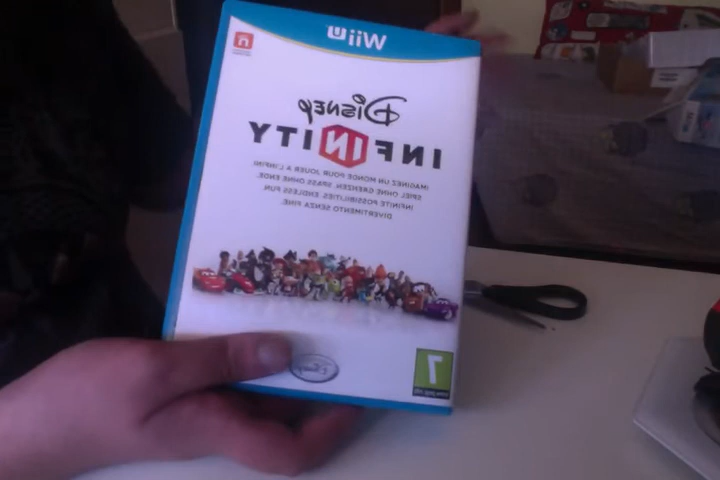 Wii U
Disney
INFINITY
IMAGINEZ UN MONDE POUR JOUER À L'INFINI
SPIEL OHNE GRENZEN. SPASS OHNE ENDE.
INFINITE POSSIBILITIES. ENDLESS FUN.
DIVERTIMENTO SENZA FINE.
7